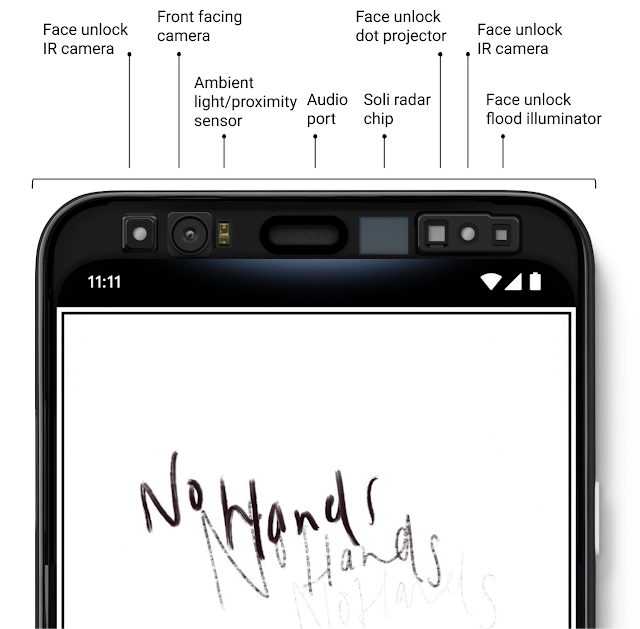 Face unlock
IR camera
Front facing
camera
Ambient
light/proximity
sensor
Audio
port
Soli radar
chip
Face unlock
dot projector
Face unlock
IR camera
Face unlock
flood illuminator
11:11
No Hands
No Hands
No Hands